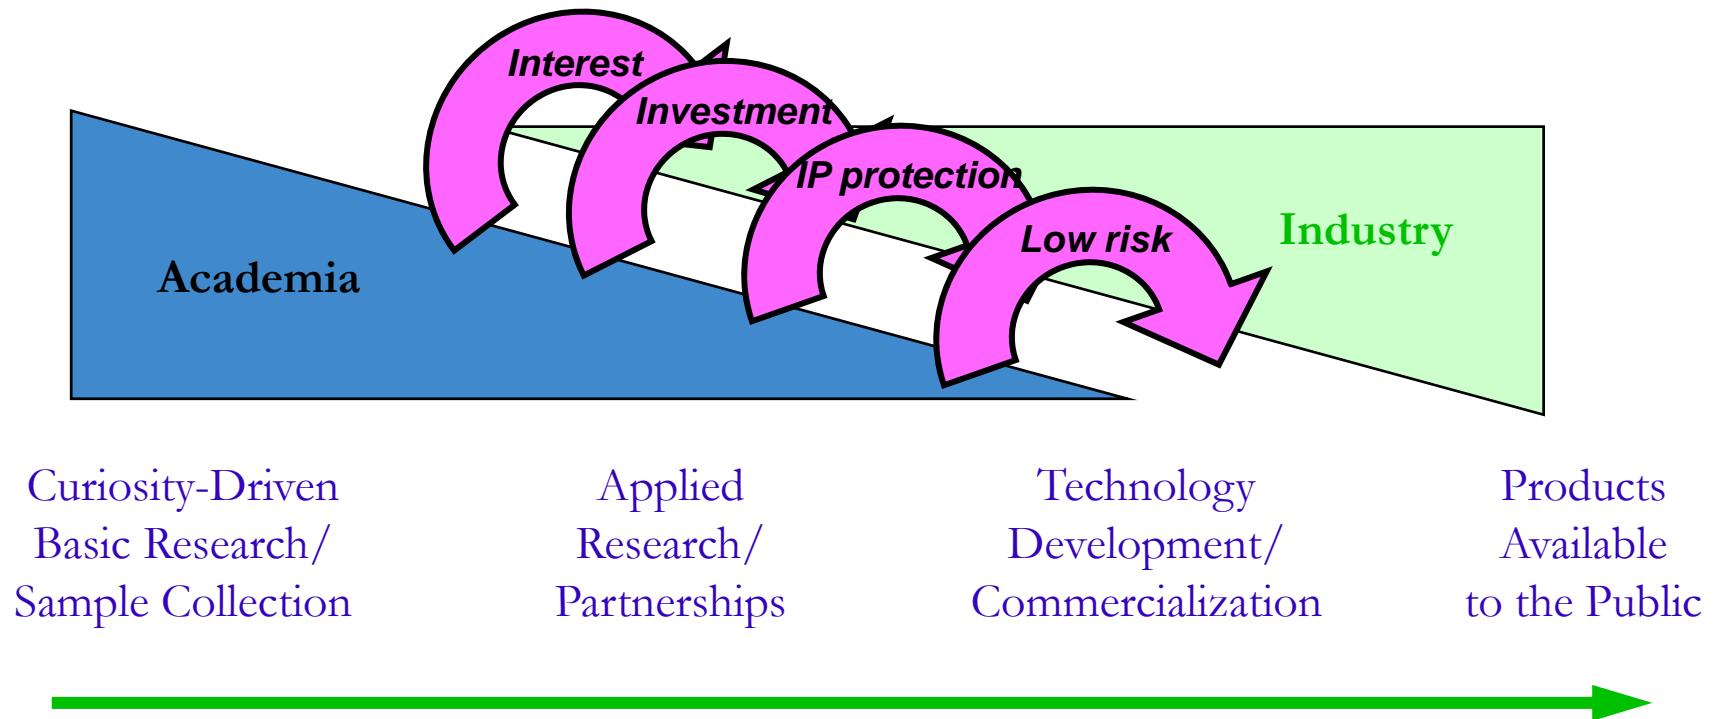 Interest
Investment
IP protection
Low risk
Industry
Academia
Curiosity-Driven
Basic Research/
Sample Collection
Applied
Research/
Partnerships
Technology
Development/
Commercialization
Products
Available
to the Public